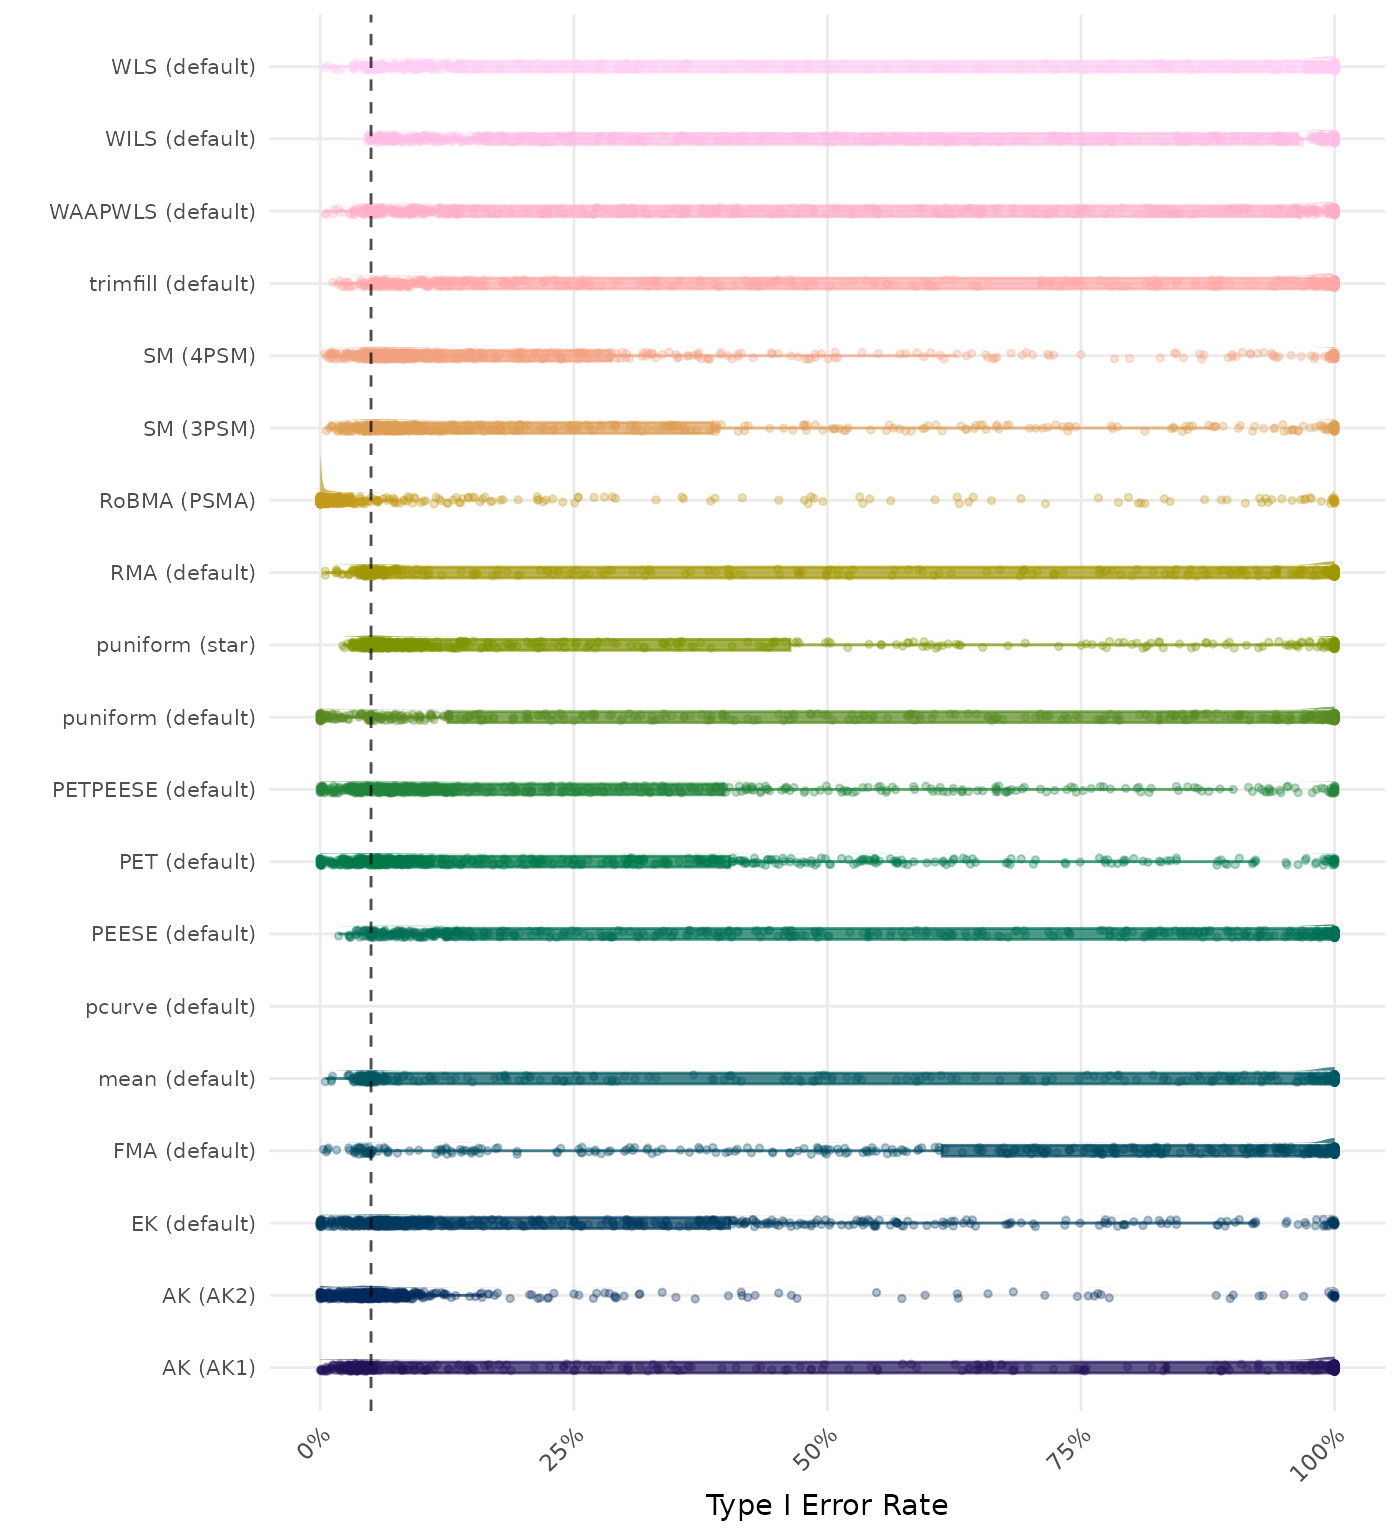 WLS (default)
WILS (default)
WAAPWLS (default)
trimfill (default)
SM (4PSM)
SM (3PSM)
RoBMA (PSMA)
RMA (default)
puniform (star)
puniform (default)
PETPEESE (default)
PET (default)
PEESE (default)
pcurve (default)
mean (default)
FMA (default)
EK (default)
AK (AK2)
AK (AK1)
0% 25% 50% 75% 100%
Type I Error Rate